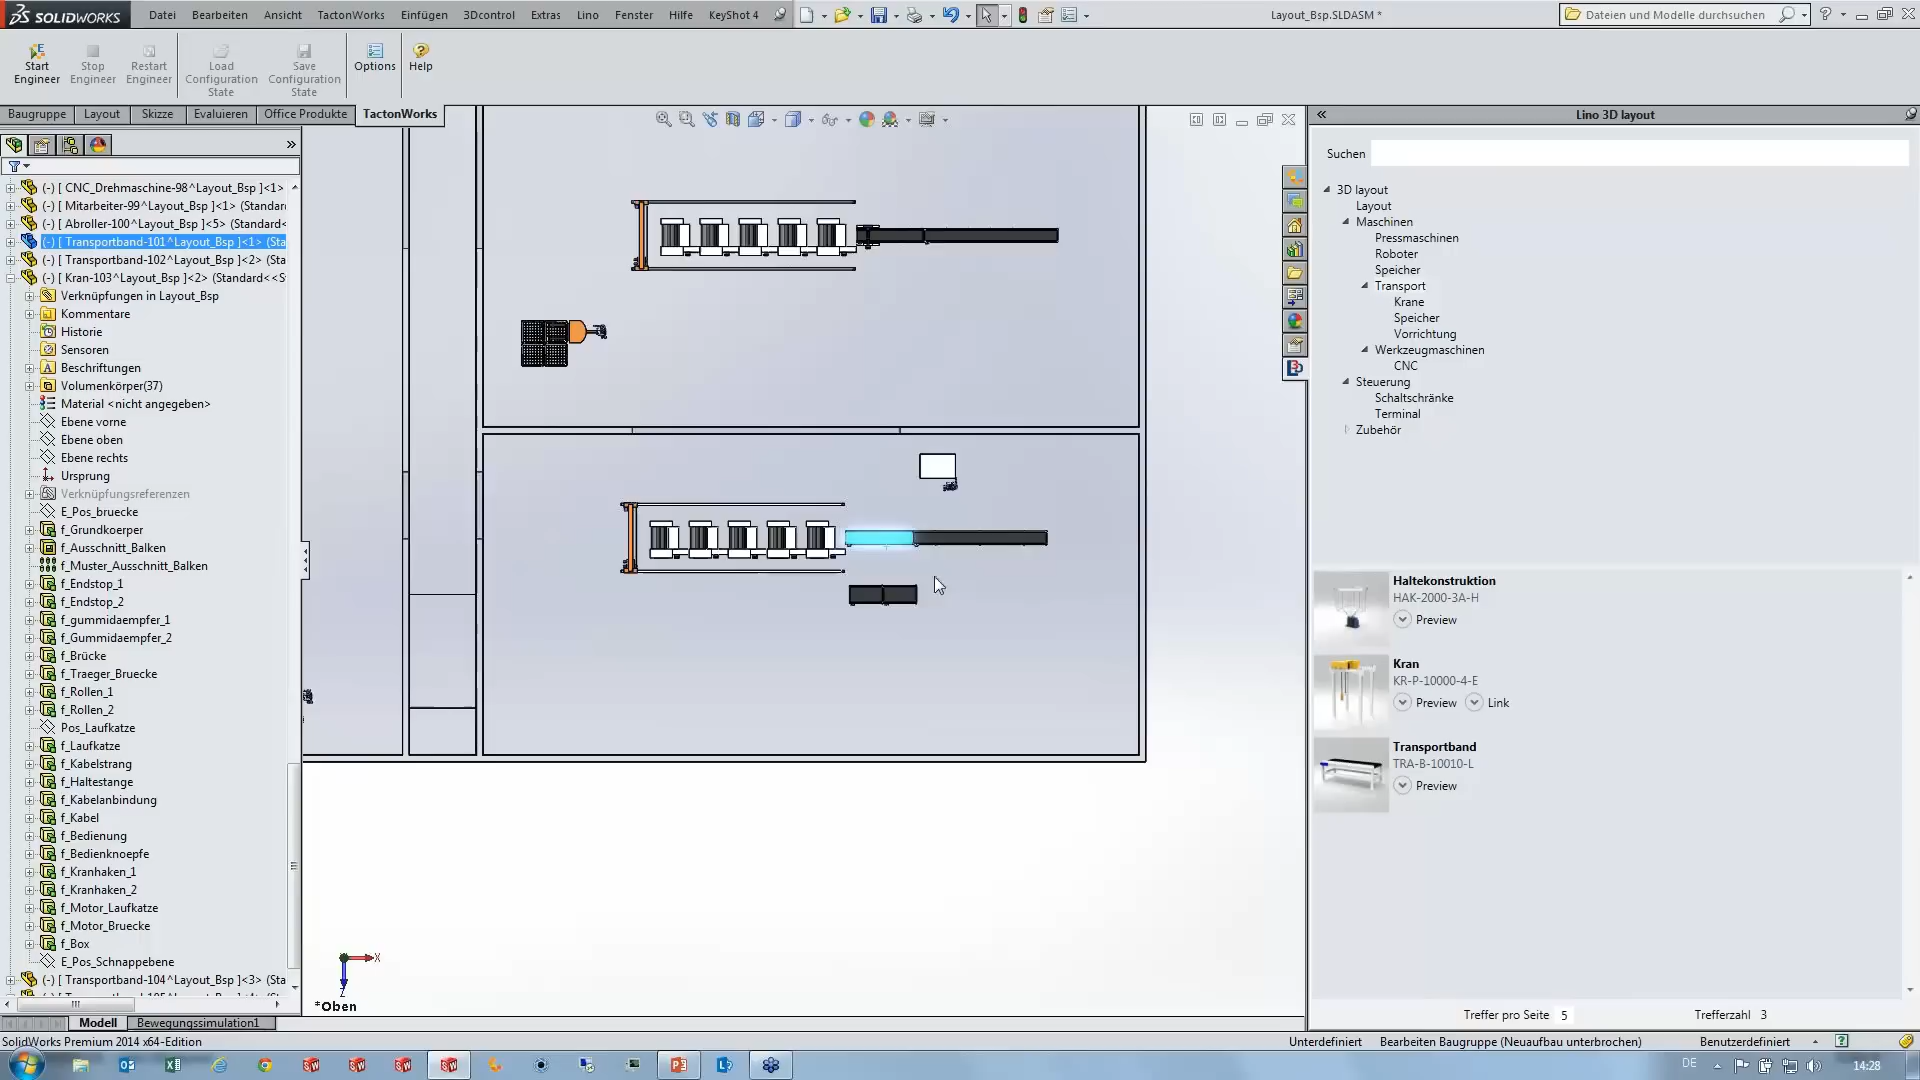 SOLIDWORKS
Datei Bearbeiten Ansicht TactonWorks Einfügen 3Dcontrol Extras Lino Fenster Hilfe KeyShot 4
Layout_Bsp.SLDASM *
Dateien und Modelle durchsuchen
Start Engineer
Stop Engineer
Restart Engineer
Load Configuration State
Save Configuration State
Options
Help
Baugruppe Layout Skizze Evaluieren Office Produkte TactonWorks
(-) [ CNC_Drehmaschine-98^Layout_Bsp ]<1>
(-) [ Mitarbeiter-99^Layout_Bsp ]<1> (Standar
(-) [ Abroller-100^Layout_Bsp ]<5> (Standard<
(-) [ Transportband-101^Layout_Bsp ]<1> (Sta
(-) [ Transportband-102^Layout_Bsp ]<2> (Sta
(-) [ Kran-103^Layout_Bsp ]<2> (Standard<<S
Verknüpfungen in Layout_Bsp
Kommentare
Historie
Sensoren
Beschriftungen
Volumenkörper(37)
Material <nicht angegeben>
Ebene vorne
Ebene oben
Ebene rechts
Ursprung
Verknüpfungsreferenzen
E_Pos_bruecke
f_Grundkoerper
f_Ausschnitt_Balken
f_Muster_Ausschnitt_Balken
f_Endstop_1
f_Endstop_2
f_gummidaempfer_1
f_Gummidaempfer_2
f_Brücke
f_Traeger_Bruecke
f_Rollen_1
f_Rollen_2
Pos_Laufkatze
f_Laufkatze
f_Kabelstrang
f_Haltestange
f_Kabelanbindung
f_Kabel
f_Bedienung
f_Bedienknoepfe
f_Kranhaken_1
f_Kranhaken_2
f_Motor_Laufkatze
f_Motor_Bruecke
f_Box
E_Pos_Schnappebene
(-) [ Transportband-104^Layout_Bsp ]<3> (Sta
X
Z
*Oben
Modell Bewegungssimulation1
Lino 3D layout
Suchen
3D layout
Layout
Maschinen
Pressmaschinen
Roboter
Speicher
Transport
Krane
Speicher
Vorrichtung
Werkzeugmaschinen
CNC
Steuerung
Schaltschränke
Terminal
Zubehör
Haltekonstruktion
HAK-2000-3A-H
Preview
Kran
KR-P-10000-4-E
Preview Link
Transportband
TRA-B-10010-L
Preview
Treffer pro Seite 5 Trefferzahl 3
SolidWorks Premium 2014 x64-Edition
Unterdefiniert Bearbeiten Baugruppe (Neuaufbau unterbrochen) Benutzerdefiniert
DE
14:28